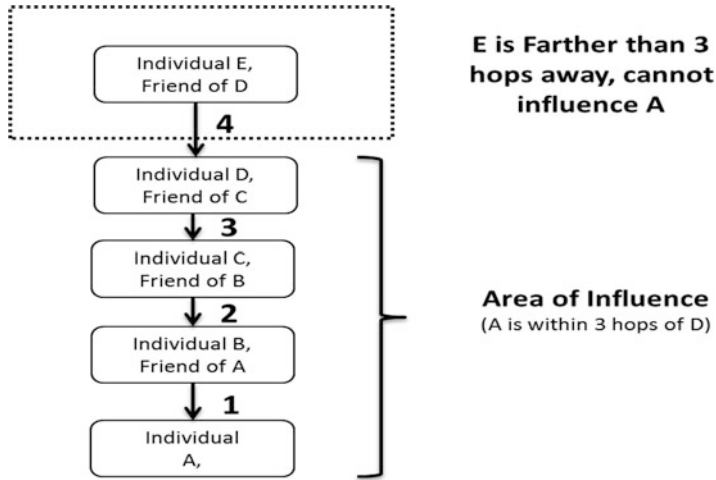 Individual E,
Friend of D
E is Farther than 3
hops away, cannot
influence A
4
Individual D,
Friend of C
3
Individual C,
Friend of B
2
Individual B,
Friend of A
1
Individual
A,
Area of Influence
(A is within 3 hops of D)